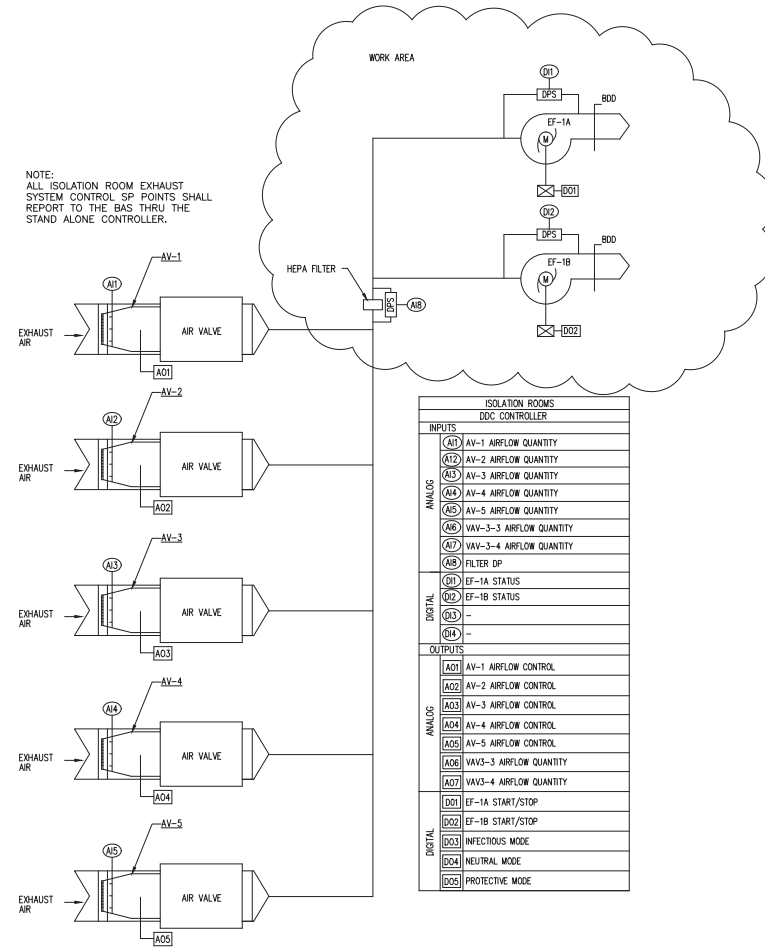 WORK AREA
DI1
DPS
BDD
EF-1A
M
DO1
NOTE:
ALL ISOLATION ROOM EXHAUST
SYSTEM CONTROL SP POINTS SHALL
REPORT TO THE BAS THRU THE
STAND ALONE CONTROLLER.
DI2
DPS
BDD
EF-1B
M
DO2
HEPA FILTER
DPS
AI8
AV-1
AI1
EXHAUST
AIR
AIR VALVE
AO1
AV-2
AI2
EXHAUST
AIR
AIR VALVE
AO2
AV-3
AI3
EXHAUST
AIR
AIR VALVE
AO3
AV-4
AI4
EXHAUST
AIR
AIR VALVE
AO4
AV-5
AI5
EXHAUST
AIR
AIR VALVE
AO5
ISOLATION ROOMS
DDC CONTROLLER
INPUTS
ANALOG
AI1 AV-1 AIRFLOW QUANTITY
A12 AV-2 AIRFLOW QUANTITY
AI3 AV-3 AIRFLOW QUANTITY
AI4 AV-4 AIRFLOW QUANTITY
AI5 AV-5 AIRFLOW QUANTITY
AI6 VAV-3-3 AIRFLOW QUANTITY
AI7 VAV-3-4 AIRFLOW QUANTITY
AI8 FILTER DP
DIGITAL
DI1 EF-1A STATUS
DI2 EF-1B STATUS
DI3 -
DI4 -
OUTPUTS
ANALOG
AO1 AV-1 AIRFLOW CONTROL
AO2 AV-2 AIRFLOW CONTROL
AO3 AV-3 AIRFLOW CONTROL
AO4 AV-4 AIRFLOW CONTROL
AO5 AV-5 AIRFLOW CONTROL
AO6 VAV3-3 AIRFLOW QUANTITY
AO7 VAV3-4 AIRFLOW QUANTITY
DIGITAL
DO1 EF-1A START/STOP
DO2 EF-1B START/STOP
DO3 INFECTIOUS MODE
DO4 NEUTRAL MODE
DO5 PROTECTIVE MODE